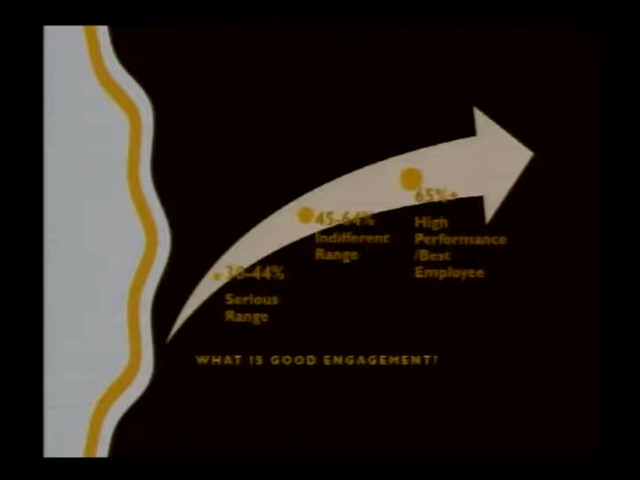 65%+
45-64%
High
Indifferent
Performance
Range
/Best
Employee
30-44%
Serious
Range
WHAT IS GOOD ENGAGEMENT?